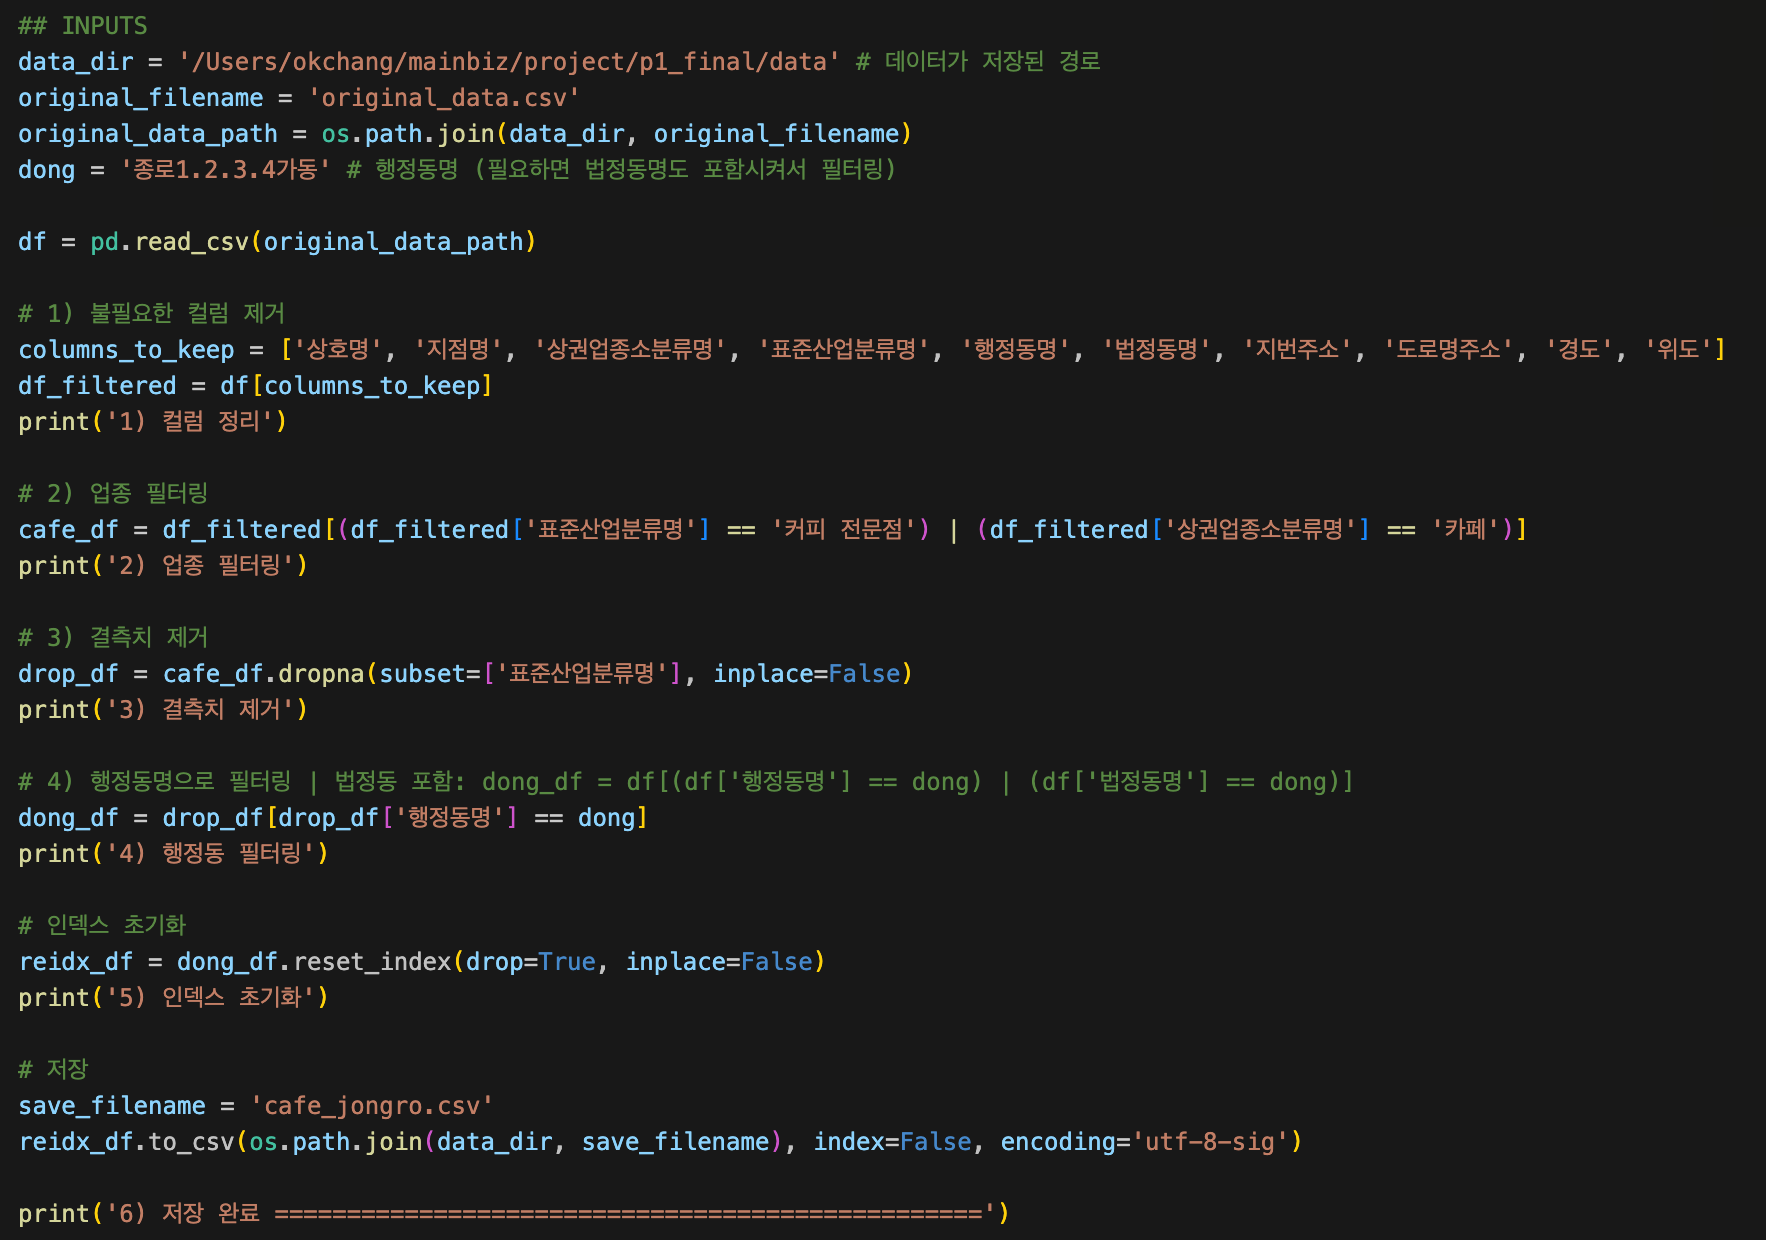 ## INPUTS
data_dir = '/Users/okchang/mainbiz/project/p1_final/data' # 데이터가 저장된 경로
original_filename = 'original_data.csv'
original_data_path = os.path.join(data_dir, original_filename)
dong = '종로1.2.3.4가동' # 행정동명 (필요하면 법정동명도 포함시켜서 필터링)
df = pd.read_csv(original_data_path)
# 1) 불필요한 컬럼 제거
columns_to_keep = ['상호명', '지점명', '상권업종소분류명', '표준산업분류명', '행정동명', '법정동명', '지번주소', '도로명주소', '경도', '위도']
df_filtered = df[columns_to_keep]
print('1) 컬럼 정리')
# 2) 업종 필터링
cafe_df = df_filtered[(df_filtered['표준산업분류명'] == '커피 전문점') | (df_filtered['상권업종소분류명'] == '카페')]
print('2) 업종 필터링')
# 3) 결측치 제거
drop_df = cafe_df.dropna(subset=['표준산업분류명'], inplace=False)
print('3) 결측치 제거')
# 4) 행정동명으로 필터링 | 법정동 포함: dong_df = df[(df['행정동명'] == dong) | (df['법정동명'] == dong)]
dong_df = drop_df[drop_df['행정동명'] == dong]
print('4) 행정동 필터링')
# 인덱스 초기화
reidx_df = dong_df.reset_index(drop=True, inplace=False)
print('5) 인덱스 초기화')
# 저장
save_filename = 'cafe_jongro.csv'
reidx_df.to_csv(os.path.join(data_dir, save_filename), index=False, encoding='utf-8-sig')
print('6) 저장 완료 =================================================')